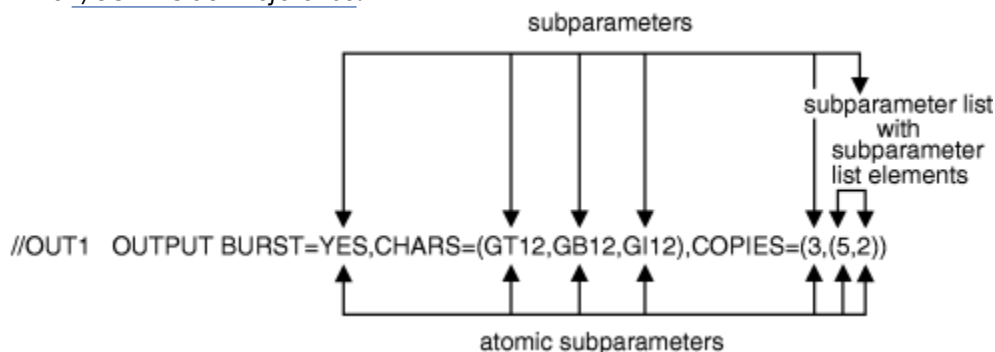 subparameters
subparameter list
with
subparameter
list elements
//OUT1 OUTPUT BURST=YES,CHARS=(GT12,GB12,GI12),COPIES=(3,(5,2))
atomic subparameters